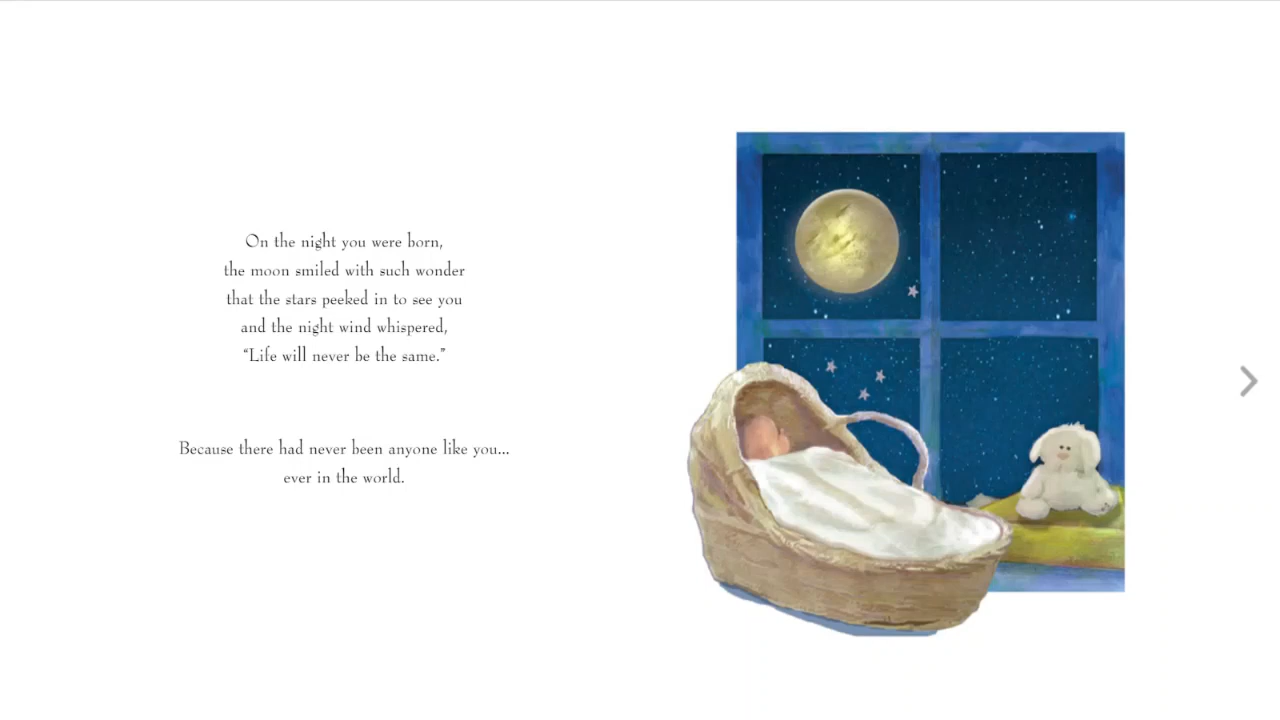 On the night you were born,
the moon smiled with such wonder
that the stars peeked in to see you
and the night wind whispered,
“Life will never be the same.”
Because there had never been anyone like you...
ever in the world.